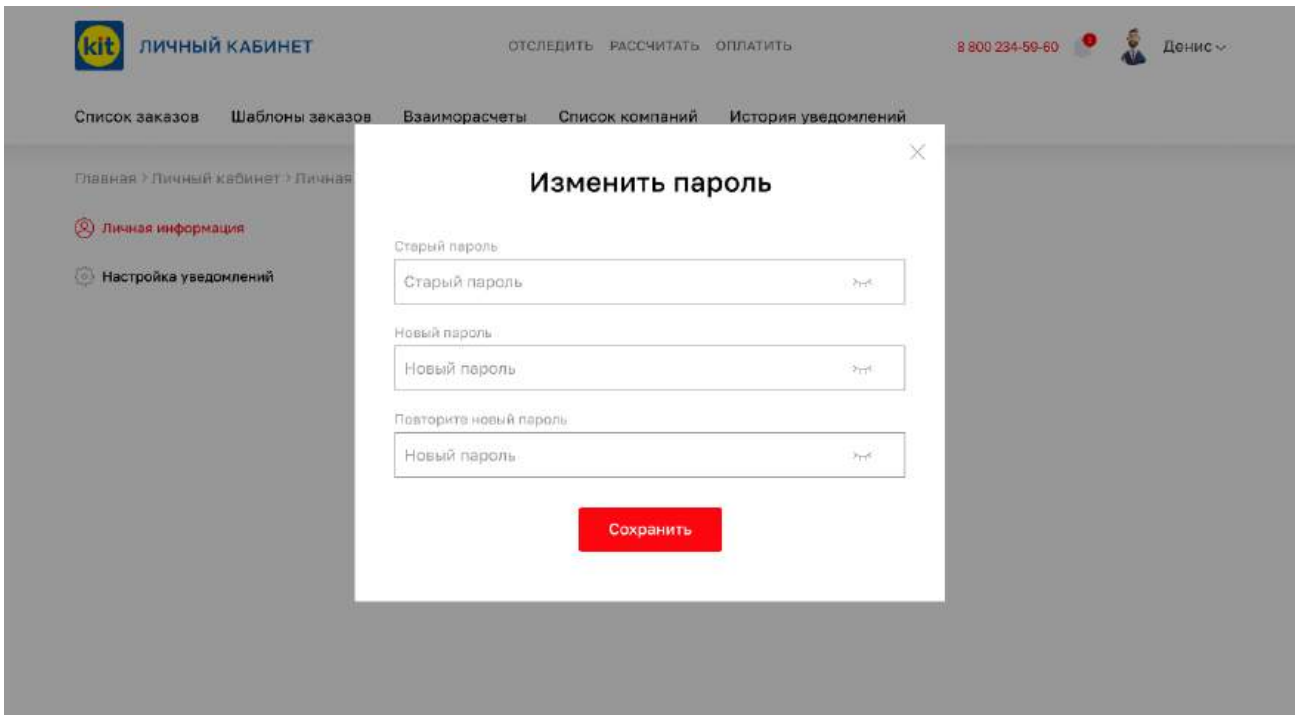 kit ЛИЧНЫЙ КАБИНЕТ ОТСЛЕДИТЬ РАССЧИТАТЬ ОПЛАТИТЬ 8 800 234-59-60 Денис
Список заказов Шаблоны заказов Взаиморасчеты Список компаний История уведомлений
Главная > Личный кабинет > Личная
Изменить пароль
Личная информация
Настройка уведомлений
Старый пароль
Старый пароль
Новый пароль
Новый пароль
Повторите новый пароль
Новый пароль
Сохранить